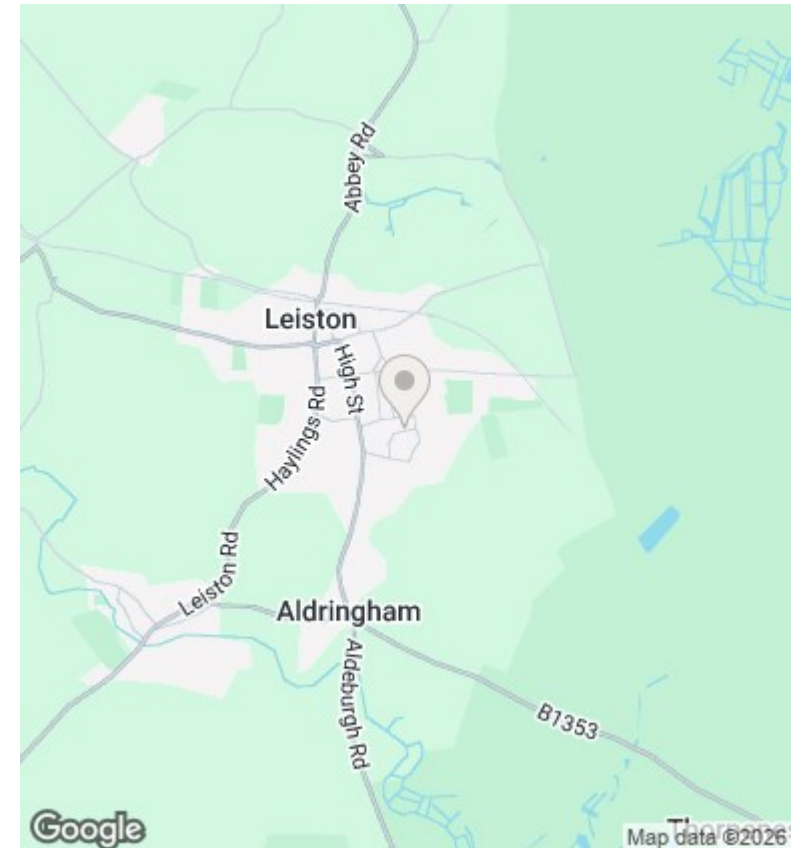 Abbey Rd
Leiston
High St
Haylings Rd
Leiston Rd
Aldringham
Aldeburgh Rd
B1353
Google
Map data ©2026